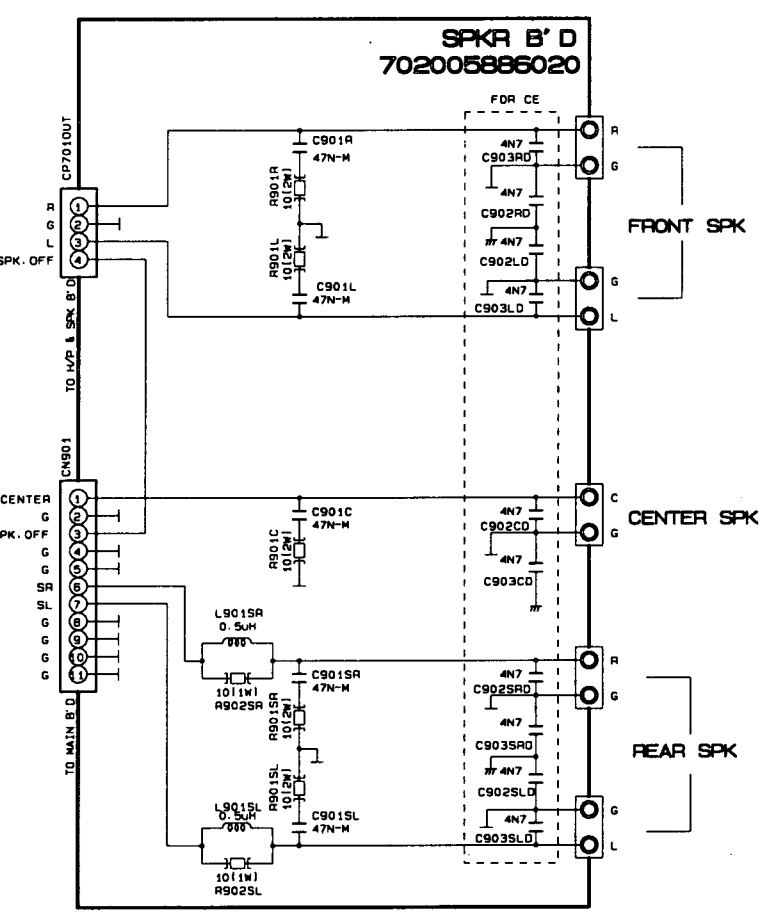 SPKR B'D
702005886020
FOR CE
CP7010UT
R 1
G 2
L 3
SPK.OFF 4
TO H/P & SPK B'D
C901R
47N-M
R901R
10(2W)
R901L
10(2W)
C901L
47N-M
4N7
C903RD
4N7
C902RD
4N7
C902LD
4N7
C903LD
R
G
FRONT SPK
G
L
CN901
CENTER 1
G 2
PK.OFF 3
G 4
G 5
SR 6
SL 7
G 8
G 9
G 10
G 11
TO MAIN B'D
C901C
47N-M
R901C
10(2W)
4N7
C902CD
4N7
C903CD
C
G
CENTER SPK
L901SR
0.5uH
10(1W)
R902SR
C901SR
47N-M
R901SR
10(2W)
R901SL
10(2W)
C901SL
47N-M
L901SL
0.5uH
10(1W)
R902SL
4N7
C902SRD
4N7
C903SRD
4N7
C902SLD
4N7
C903SLD
R
G
REAR SPK
G
L